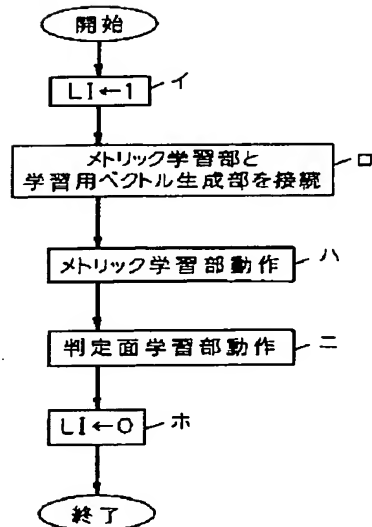 開始
LI←1
イ
メトリック学習部と
学習用ベクトル生成部を接続
ロ
メトリック学習部動作
ハ
判定面学習部動作
ニ
LI←0
ホ
終了